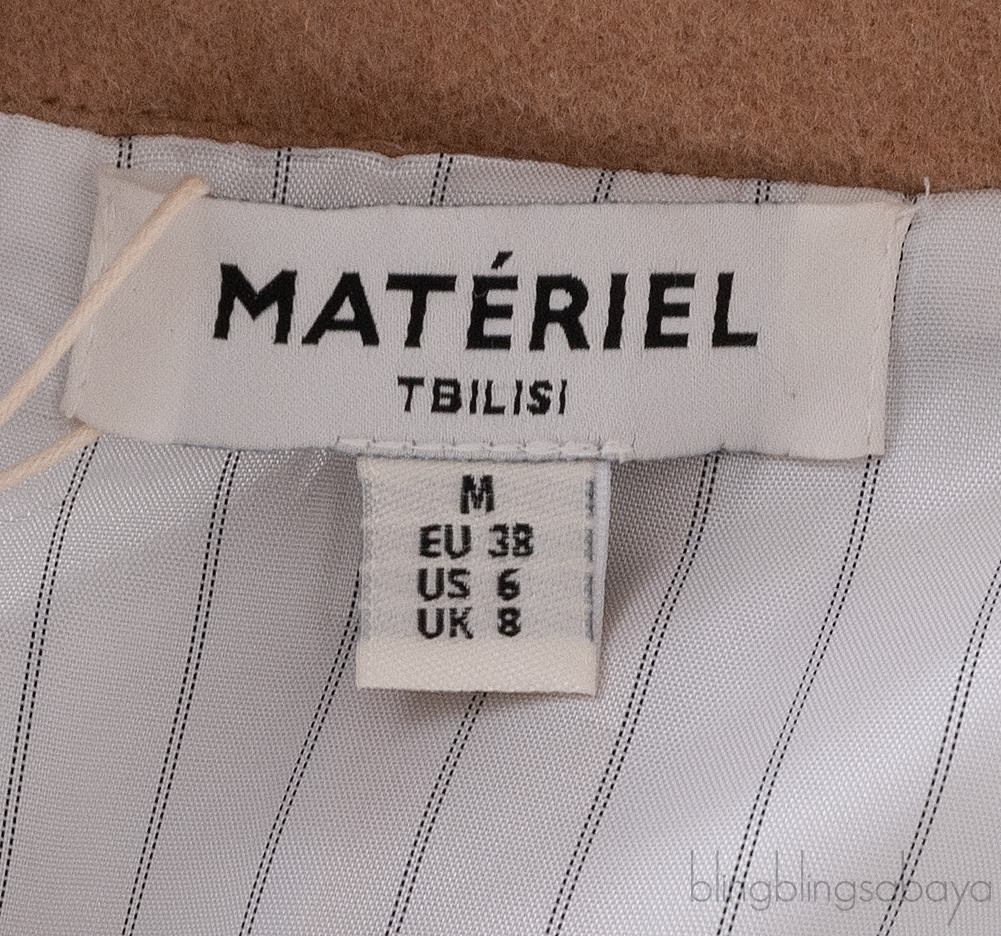 MATÉRIEL
TBILISI
M
EU 38
US 6
UK 8
blingblingsabaya